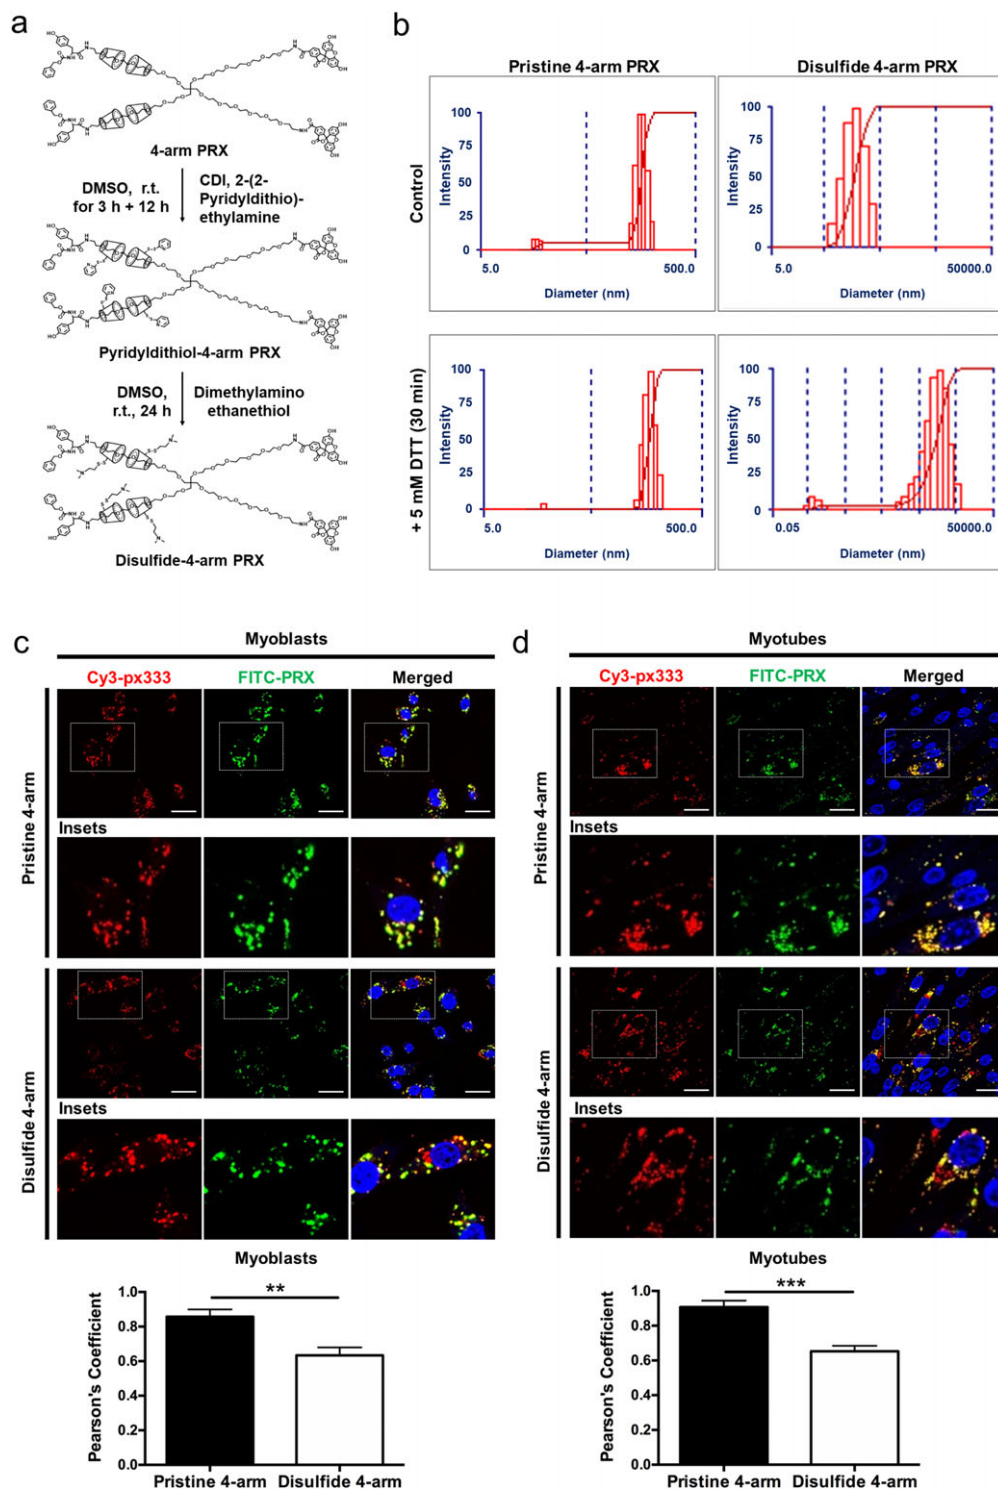 a
4-arm PRX
DMSO, r.t.
for 3 h + 12 h
CDI, 2-(2-
Pyridyldithio)-
ethylamine
Pyridyldithiol-4-arm PRX
DMSO,
r.t., 24 h
Dimethylamino
ethanethiol
Disulfide-4-arm PRX
b
Pristine 4-arm PRX
Disulfide 4-arm PRX
Control
Intensity
100
75
50
25
0
5.0
500.0
Diameter (nm)
Intensity
100
75
50
25
0
5.0
50000.0
Diameter (nm)
+ 5 mM DTT (30 min)
Intensity
100
75
50
25
0
5.0
500.0
Diameter (nm)
Intensity
100
75
50
25
0
0.05
50000.0
Diameter (nm)
c
Myoblasts
Cy3-px333
FITC-PRX
Merged
Pristine 4-arm
Insets
Disulfide 4-arm
Insets
Myoblasts
Pearson's Coefficient
1.0
0.8
0.6
0.4
0.2
0.0
**
Pristine 4-arm
Disulfide 4-arm
d
Myotubes
Cy3-px333
FITC-PRX
Merged
Pristine 4-arm
Insets
Disulfide 4-arm
Insets
Myotubes
Pearson's Coefficient
1.0
0.8
0.6
0.4
0.2
0.0
***
Pristine 4-arm
Disulfide 4-arm